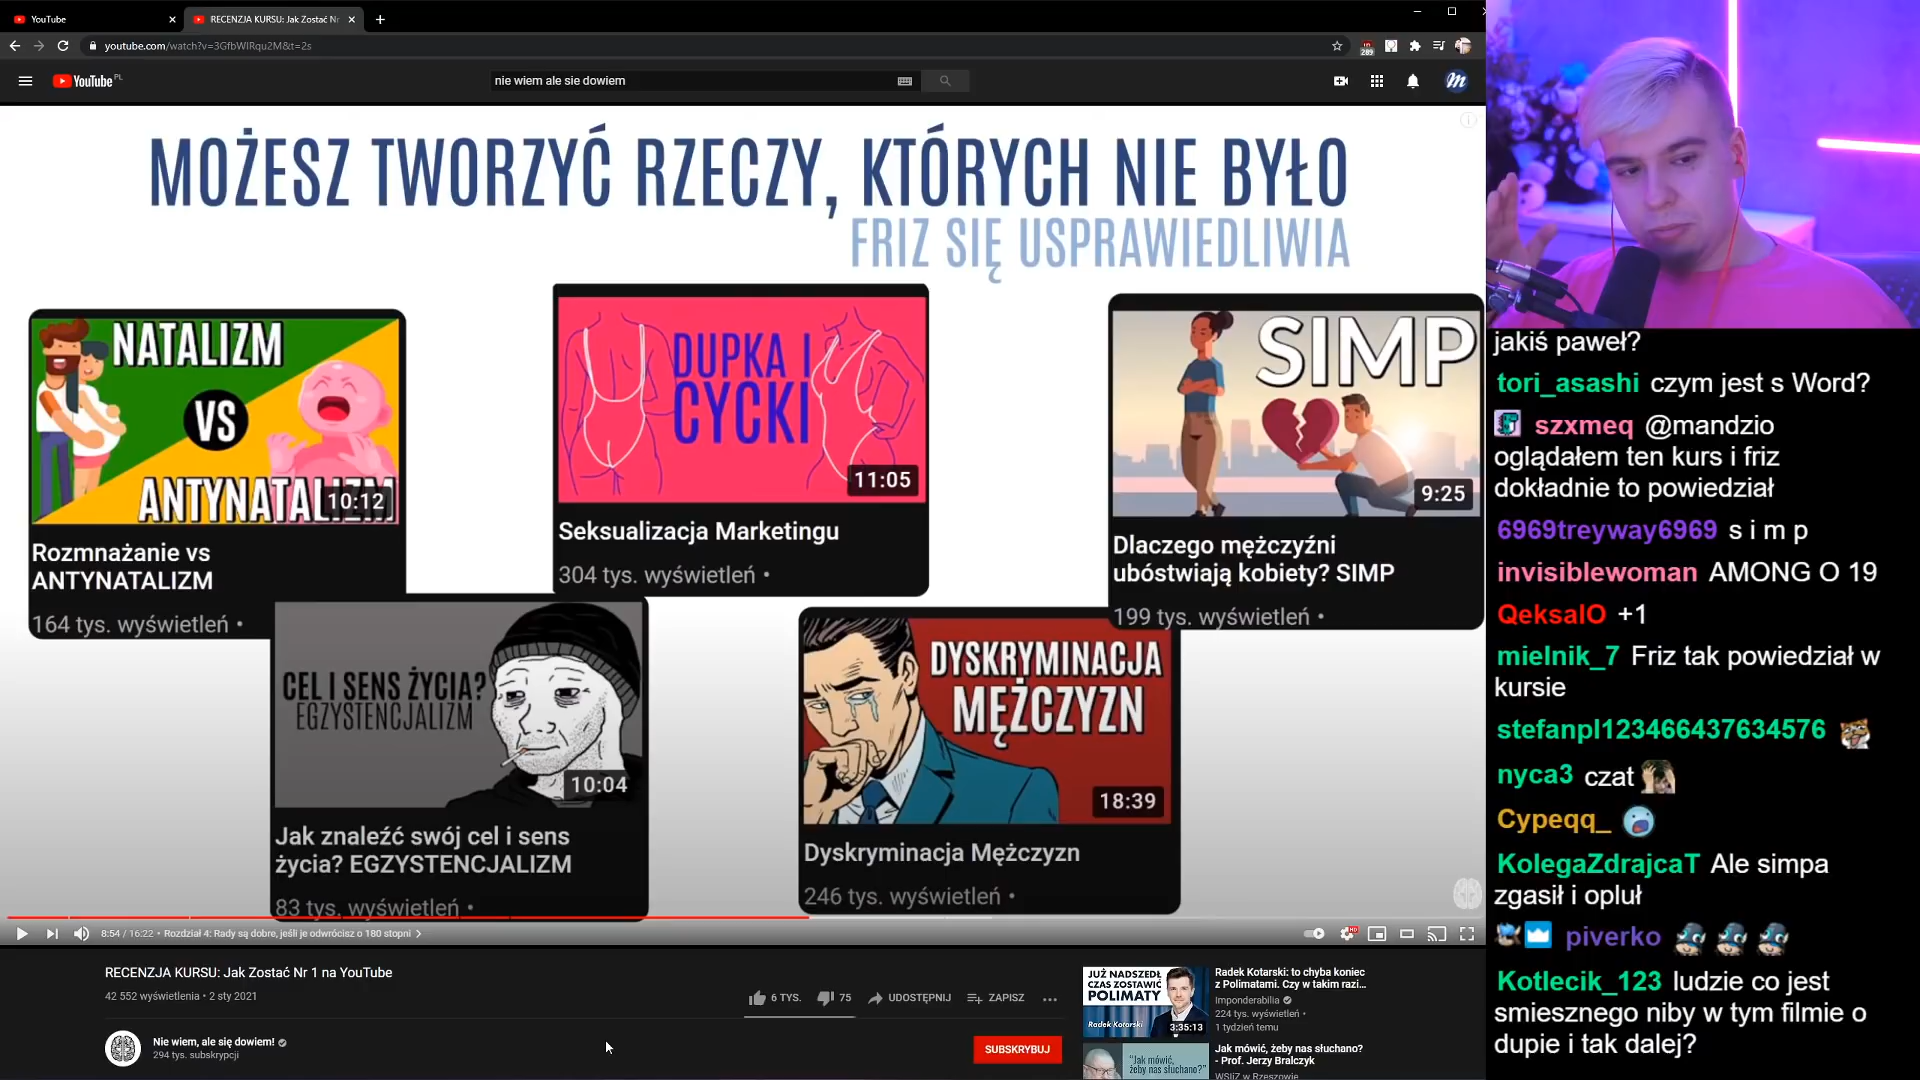 YouTube
RECENZJA KURSU: Jak Zostać Nr
youtube.com/watch?v=3GfbWlRqu2M&t=2s
289
YouTube PL
nie wiem ale sie dowiem
m
MOŻESZ TWORZYĆ RZECZY, KTÓRYCH NIE BYŁO
FRIZ SIĘ USPRAWIEDLIWIA
NATALIZM
VS
ANTYNATALIZM
10:12
Rozmnażanie vs
ANTYNATALIZM
164 tys. wyświetleń •
DUPKA I
CYCKI
11:05
Seksualizacja Marketingu
304 tys. wyświetleń •
SIMP
9:25
Dlaczego mężczyźni
ubóstwiają kobiety? SIMP
199 tys. wyświetleń •
CEL I SENS ŻYCIA?
EGZYSTENCJALIZM
10:04
Jak znaleźć swój cel i sens
życia? EGZYSTENCJALIZM
83 tys. wyświetleń •
DYSKRYMINACJA
MĘŻCZYZN
18:39
Dyskryminacja Mężczyzn
246 tys. wyświetleń •
8:54 / 16:22 • Rozdział 4: Rady są dobre, jeśli je odwrócisz o 180 stopni
HD
RECENZJA KURSU: Jak Zostać Nr 1 na YouTube
42 552 wyświetlenia • 2 sty 2021
6 TYS.
75
UDOSTĘPNIJ
ZAPISZ
Nie wiem, ale się dowiem!
294 tys. subskrypcji
SUBSKRYBUJ
JUŻ NADSZEDŁ
CZAS ZOSTAWIĆ
POLIMATY
Radek Kotarski
3:35:13
Radek Kotarski: to chyba koniec
z Polimatami. Czy w takim razi...
Imponderabilia
224 tys. wyświetleń •
1 tydzień temu
"Jak mówić,
żeby nas słuchano?"
Jak mówić, żeby nas słuchano?
- Prof. Jerzy Bralczyk
WSIiZ w Rzeszowie
jakiś paweł?
tori_asashi czym jest s Word?
szxmeq @mandzio
oglądałem ten kurs i friz
dokładnie to powiedział
6969treyway6969 s i m p
invisiblewoman AMONG O 19
QeksalO +1
mielnik_7 Friz tak powiedział w
kursie
stefanpl123466437634576
nyca3 czat
Cypeqq_
KolegaZdrajcaT Ale simpa
zgasił i opluł
piverko
Kotlecik_123 ludzie co jest
smiesznego niby w tym filmie o
dupie i tak dalej?